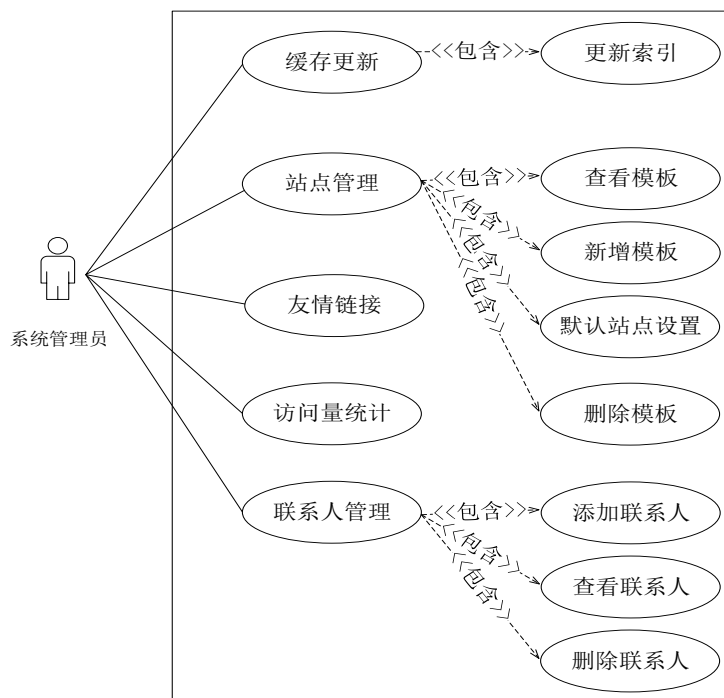 缓存更新
<<包含>>
更新索引
站点管理
<<包含>>
查看模板
<<包含>>
新增模板
<<包含>>
默认站点设置
<<包含>>
删除模板
友情链接
系统管理员
访问量统计
联系人管理
<<包含>>
添加联系人
<<包含>>
查看联系人
<<包含>>
删除联系人